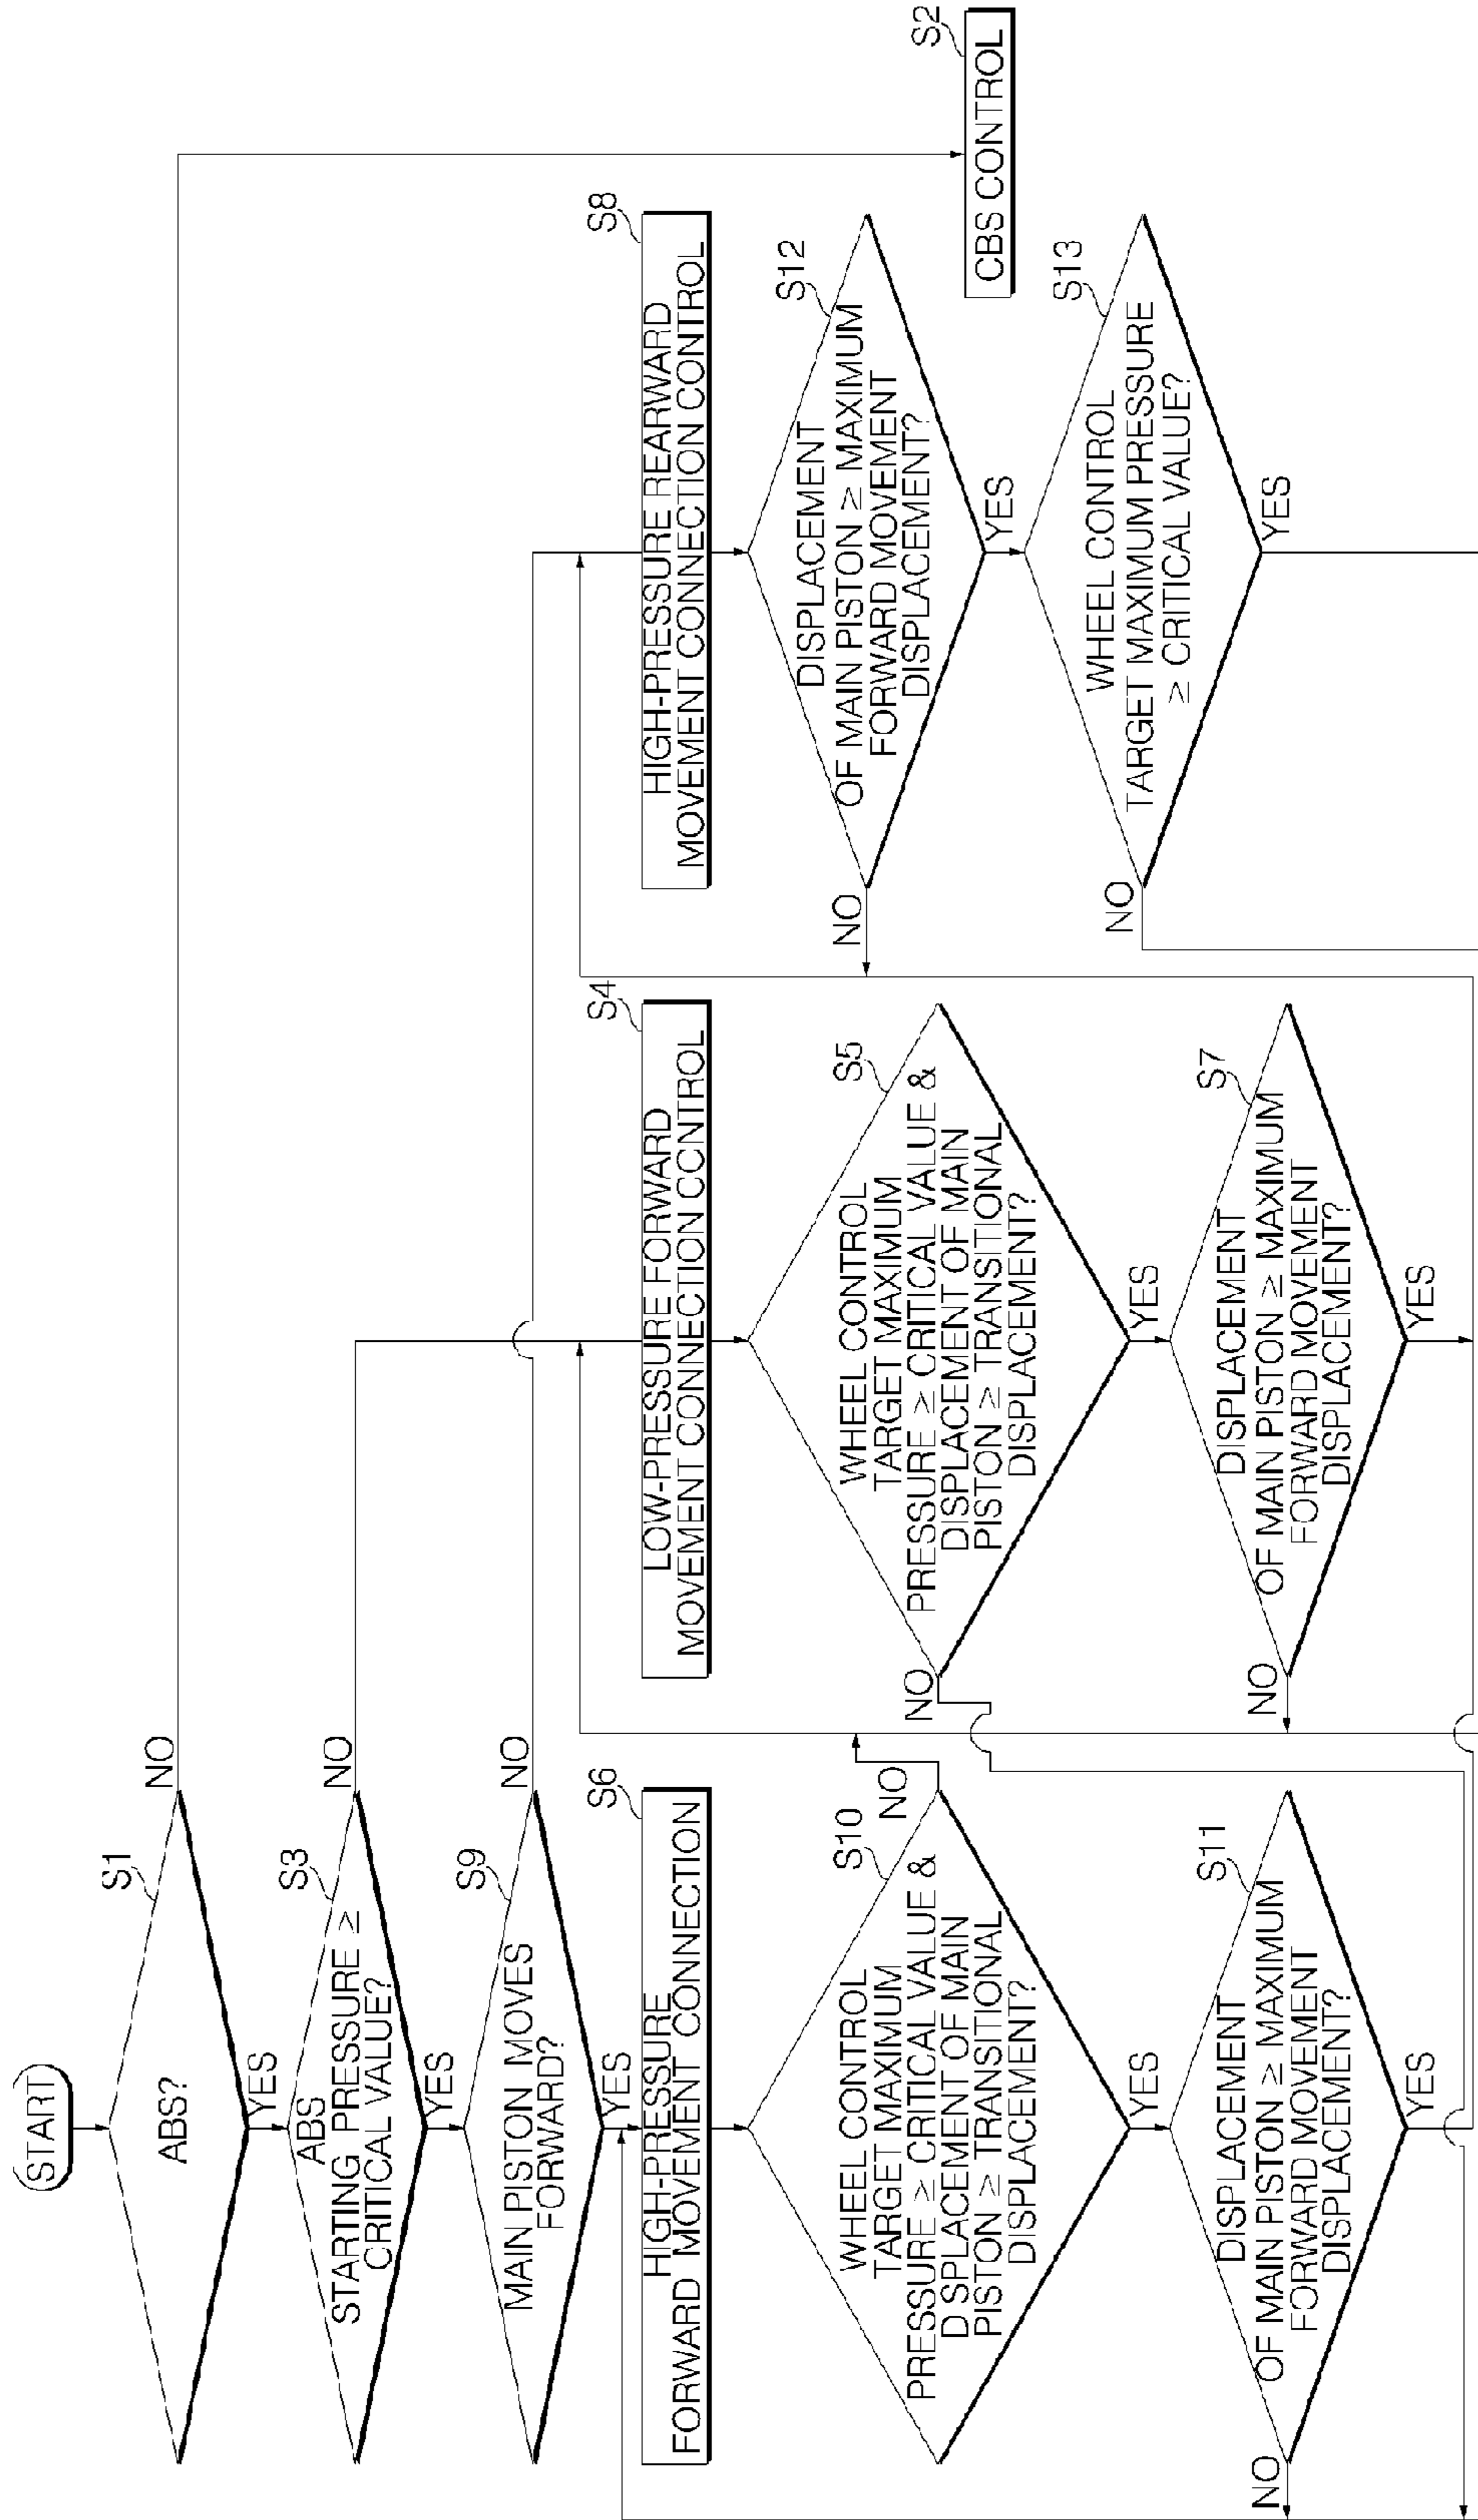 START
S1
ABS?
NO
YES
S3
ABS
STARTING PRESSURE ≥
CRITICAL VALUE?
NO
YES
S9
MAIN PISTON MOVES
FORWARD?
NO
YES
S6
HIGH-PRESSURE
FORWARD MOVEMENT CONNECTION
S10
WHEEL CONTROL
TARGET MAXIMUM
PRESSURE ≥ CRITICAL VALUE &
DISPLACEMENT OF MAIN
PISTON ≥ TRANSITIONAL
DISPLACEMENT?
NO
YES
S11
DISPLACEMENT
OF MAIN PISTON ≥ MAXIMUM
FORWARD MOVEMENT
DISPLACEMENT?
NO
YES
S4
LOW-PRESSURE FORWARD
MOVEMENT CONNECTION CONTROL
S5
WHEEL CONTROL
TARGET MAXIMUM
PRESSURE ≥ CRITICAL VALUE &
DISPLACEMENT OF MAIN
PISTON ≥ TRANSITIONAL
DISPLACEMENT?
NO
YES
S7
DISPLACEMENT
OF MAIN PISTON ≥ MAXIMUM
FORWARD MOVEMENT
DISPLACEMENT?
NO
YES
S8
HIGH-PRESSURE REARWARD
MOVEMENT CONNECTION CONTROL
S12
DISPLACEMENT
OF MAIN PISTON ≥ MAXIMUM
FORWARD MOVEMENT
DISPLACEMENT?
NO
YES
S13
WHEEL CONTROL
TARGET MAXIMUM PRESSURE
≥ CRITICAL VALUE?
NO
YES
S2
CBS CONTROL